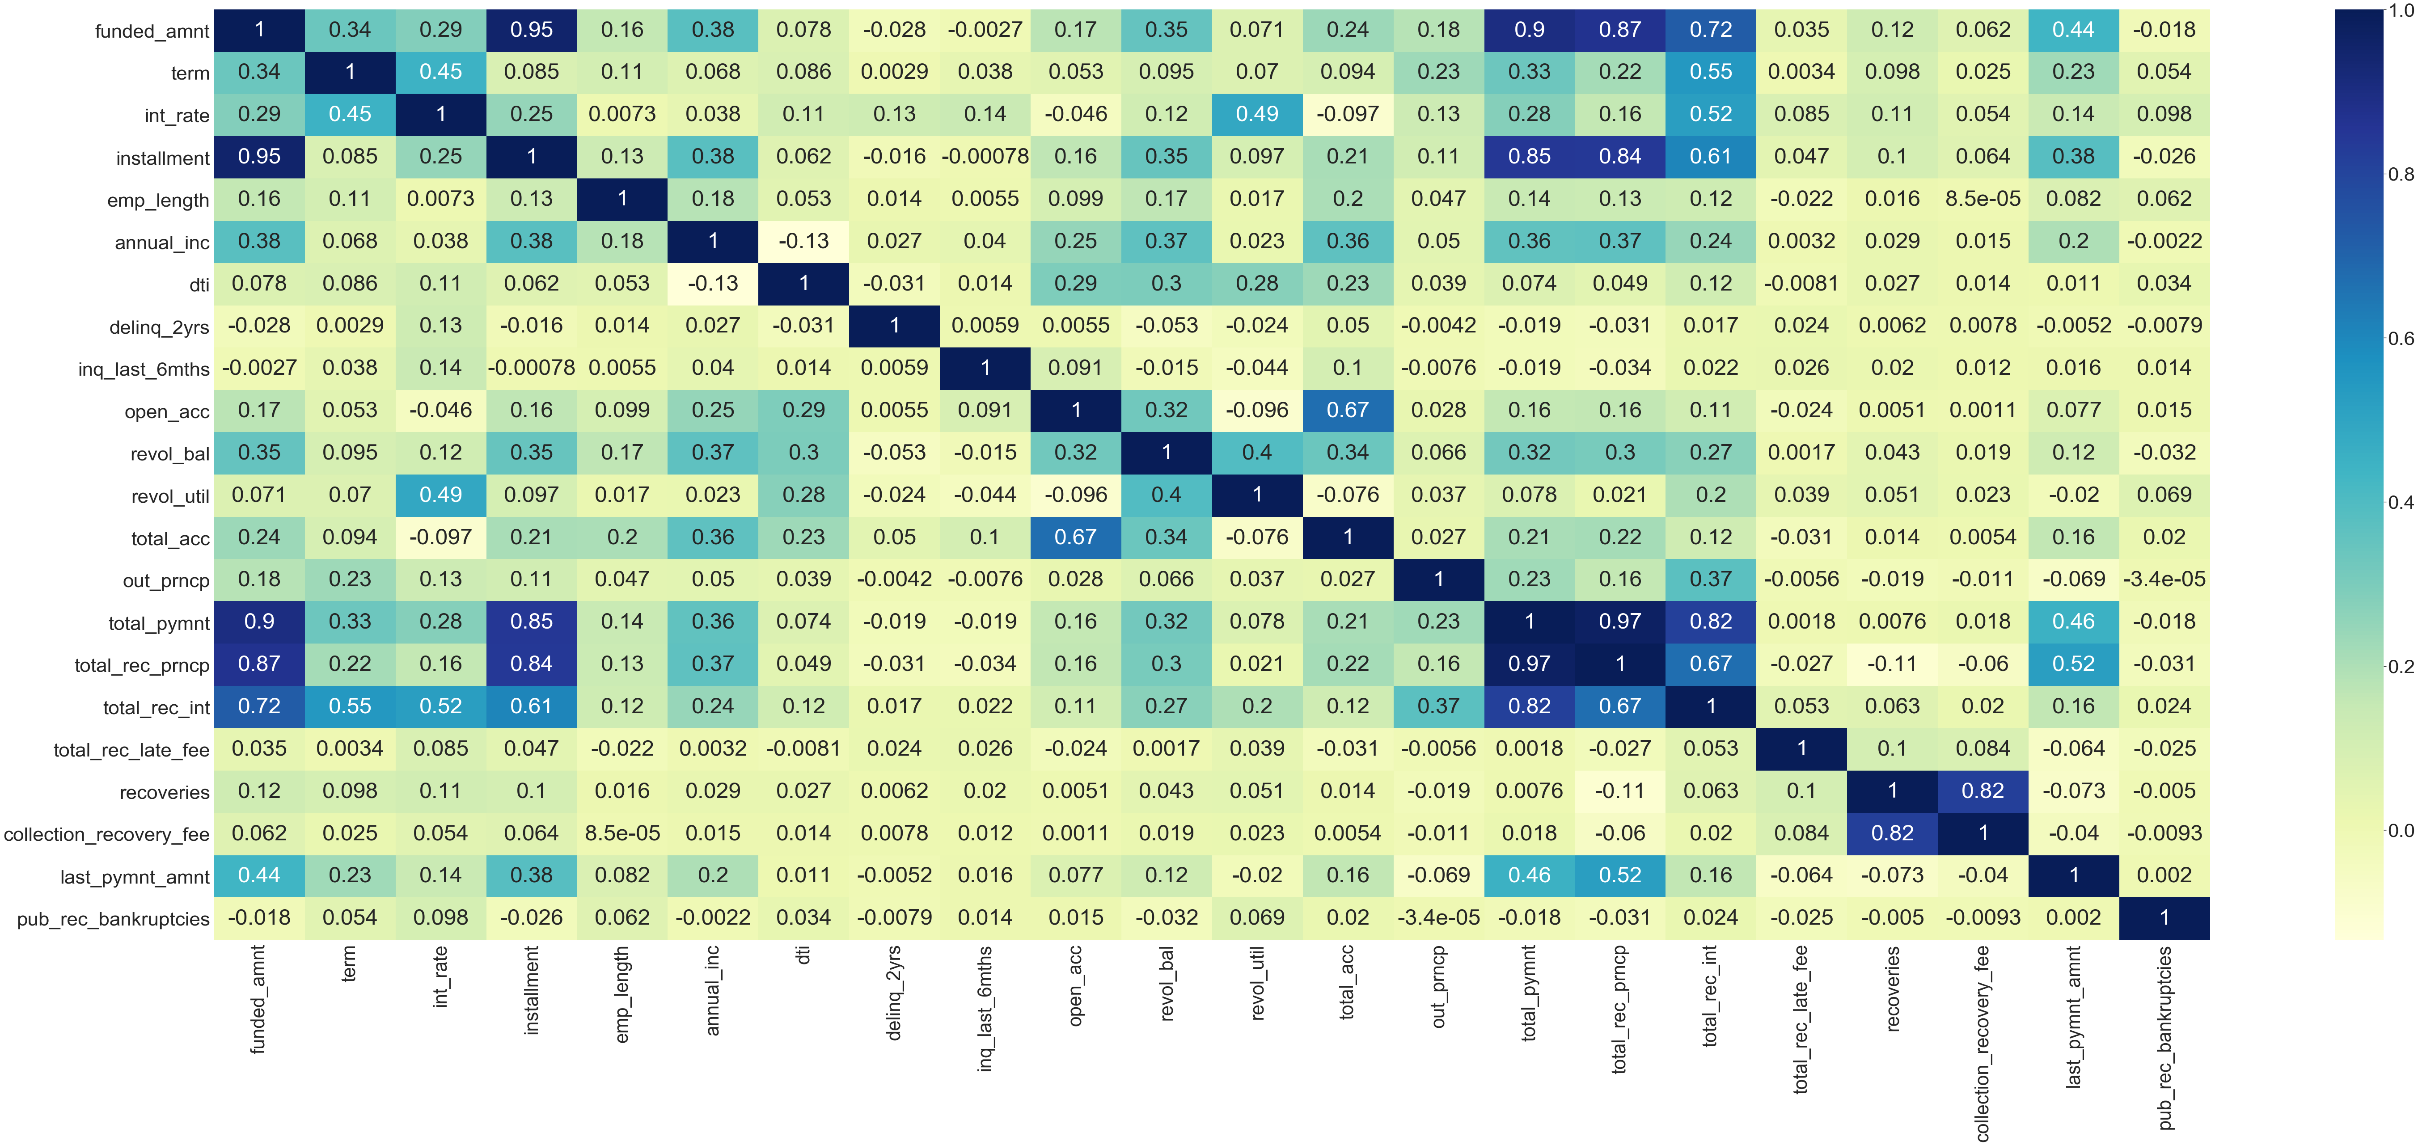 funded_amnt 1 0.34 0.29 0.95 0.16 0.38 0.078 -0.028 -0.0027 0.17 0.35 0.071 0.24 0.18 0.9 0.87 0.72 0.035 0.12 0.062 0.44 -0.018
term 0.34 1 0.45 0.085 0.11 0.068 0.086 0.0029 0.038 0.053 0.095 0.07 0.094 0.23 0.33 0.22 0.55 0.0034 0.098 0.025 0.23 0.054
int_rate 0.29 0.45 1 0.25 0.0073 0.038 0.11 0.13 0.14 -0.046 0.12 0.49 -0.097 0.13 0.28 0.16 0.52 0.085 0.11 0.054 0.14 0.098
installment 0.95 0.085 0.25 1 0.13 0.38 0.062 -0.016 -0.00078 0.16 0.35 0.097 0.21 0.11 0.85 0.84 0.61 0.047 0.1 0.064 0.38 -0.026
emp_length 0.16 0.11 0.0073 0.13 1 0.18 0.053 0.014 0.0055 0.099 0.17 0.017 0.2 0.047 0.14 0.13 0.12 -0.022 0.016 8.5e-05 0.082 0.062
annual_inc 0.38 0.068 0.038 0.38 0.18 1 -0.13 0.027 0.04 0.25 0.37 0.023 0.36 0.05 0.36 0.37 0.24 0.0032 0.029 0.015 0.2 -0.0022
dti 0.078 0.086 0.11 0.062 0.053 -0.13 1 -0.031 0.014 0.29 0.3 0.28 0.23 0.039 0.074 0.049 0.12 -0.0081 0.027 0.014 0.011 0.034
delinq_2yrs -0.028 0.0029 0.13 -0.016 0.014 0.027 -0.031 1 0.0059 0.0055 -0.053 -0.024 0.05 -0.0042 -0.019 -0.031 0.017 0.024 0.0062 0.0078 -0.0052 -0.0079
inq_last_6mths -0.0027 0.038 0.14 -0.00078 0.0055 0.04 0.014 0.0059 1 0.091 -0.015 -0.044 0.1 -0.0076 -0.019 -0.034 0.022 0.026 0.02 0.012 0.016 0.014
open_acc 0.17 0.053 -0.046 0.16 0.099 0.25 0.29 0.0055 0.091 1 0.32 -0.096 0.67 0.028 0.16 0.16 0.11 -0.024 0.0051 0.0011 0.077 0.015
revol_bal 0.35 0.095 0.12 0.35 0.17 0.37 0.3 -0.053 -0.015 0.32 1 0.4 0.34 0.066 0.32 0.3 0.27 0.0017 0.043 0.019 0.12 -0.032
revol_util 0.071 0.07 0.49 0.097 0.017 0.023 0.28 -0.024 -0.044 -0.096 0.4 1 -0.076 0.037 0.078 0.021 0.2 0.039 0.051 0.023 -0.02 0.069
total_acc 0.24 0.094 -0.097 0.21 0.2 0.36 0.23 0.05 0.1 0.67 0.34 -0.076 1 0.027 0.21 0.22 0.12 -0.031 0.014 0.0054 0.16 0.02
out_prncp 0.18 0.23 0.13 0.11 0.047 0.05 0.039 -0.0042 -0.0076 0.028 0.066 0.037 0.027 1 0.23 0.16 0.37 -0.0056 -0.019 -0.011 -0.069 -3.4e-05
total_pymnt 0.9 0.33 0.28 0.85 0.14 0.36 0.074 -0.019 -0.019 0.16 0.32 0.078 0.21 0.23 1 0.97 0.82 0.0018 0.0076 0.018 0.46 -0.018
total_rec_prncp 0.87 0.22 0.16 0.84 0.13 0.37 0.049 -0.031 -0.034 0.16 0.3 0.021 0.22 0.16 0.97 1 0.67 -0.027 -0.11 -0.06 0.52 -0.031
total_rec_int 0.72 0.55 0.52 0.61 0.12 0.24 0.12 0.017 0.022 0.11 0.27 0.2 0.12 0.37 0.82 0.67 1 0.053 0.063 0.02 0.16 0.024
total_rec_late_fee 0.035 0.0034 0.085 0.047 -0.022 0.0032 -0.0081 0.024 0.026 -0.024 0.0017 0.039 -0.031 -0.0056 0.0018 -0.027 0.053 1 0.1 0.084 -0.064 -0.025
recoveries 0.12 0.098 0.11 0.1 0.016 0.029 0.027 0.0062 0.02 0.0051 0.043 0.051 0.014 -0.019 0.0076 -0.11 0.063 0.1 1 0.82 -0.073 -0.005
collection_recovery_fee 0.062 0.025 0.054 0.064 8.5e-05 0.015 0.014 0.0078 0.012 0.0011 0.019 0.023 0.0054 -0.011 0.018 -0.06 0.02 0.084 0.82 1 -0.04 -0.0093
last_pymnt_amnt 0.44 0.23 0.14 0.38 0.082 0.2 0.011 -0.0052 0.016 0.077 0.12 -0.02 0.16 -0.069 0.46 0.52 0.16 -0.064 -0.073 -0.04 1 0.002
pub_rec_bankruptcies -0.018 0.054 0.098 -0.026 0.062 -0.0022 0.034 -0.0079 0.014 0.015 -0.032 0.069 0.02 -3.4e-05 -0.018 -0.031 0.024 -0.025 -0.005 -0.0093 0.002 1
funded_amnt
term
int_rate
installment
emp_length
annual_inc
dti
delinq_2yrs
inq_last_6mths
open_acc
revol_bal
revol_util
total_acc
out_prncp
total_pymnt
total_rec_prncp
total_rec_int
total_rec_late_fee
recoveries
collection_recovery_fee
last_pymnt_amnt
pub_rec_bankruptcies
1.0
0.8
0.6
0.4
0.2
0.0